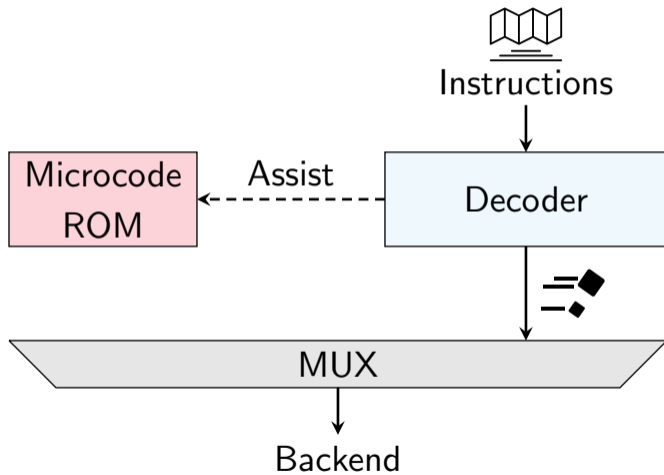 Instructions
Microcode
ROM
Assist
Decoder
MUX
Backend